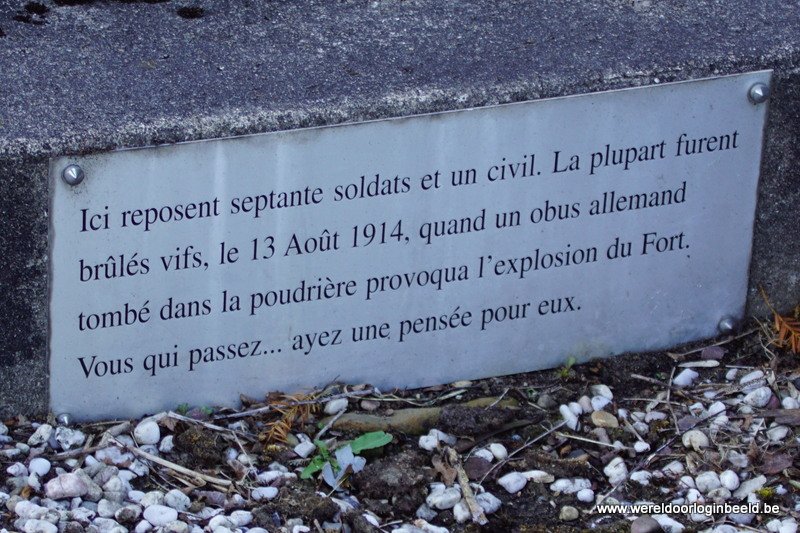 Ici reposent septante soldats et un civil. La plupart furent
brûlés vifs, le 13 Août 1914, quand un obus allemand
tombé dans la poudrière provoqua l'explosion du Fort.
Vous qui passez... ayez une pensée pour eux.
www.wereldoorloginbeeld.be